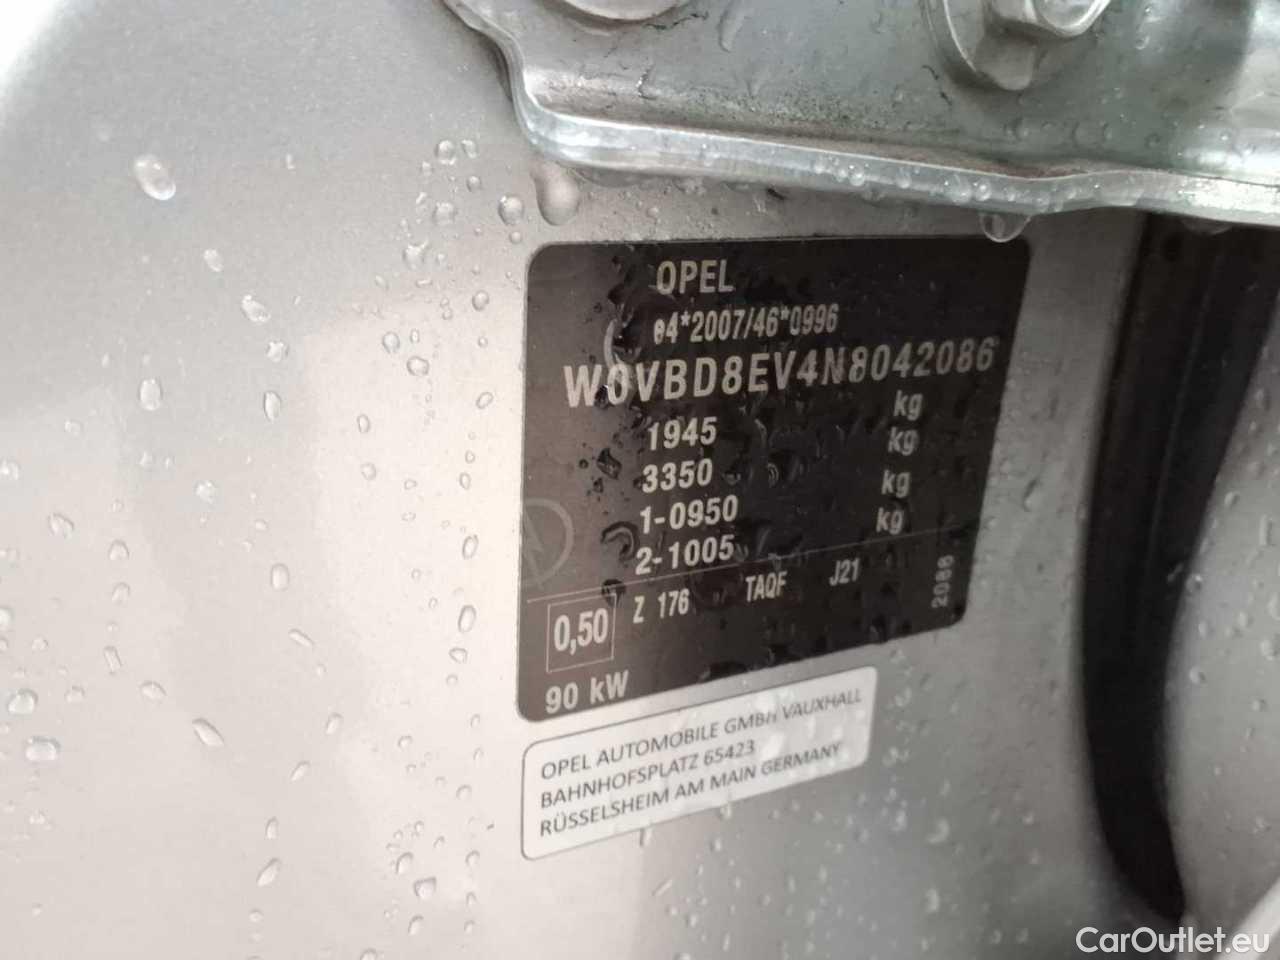 OPEL
e4*2007/46*0996
W0VBD8EV4N8042086
kg
1945 kg
3350 kg
1-0950 kg
2-1005
0,50 Z 176 TAQF J21 2088
90 kW
OPEL AUTOMOBILE GMBH VAUXHALL
BAHNHOFSPLATZ 65423
RÜSSELSHEIM AM MAIN GERMANY
CarOutlet.eu